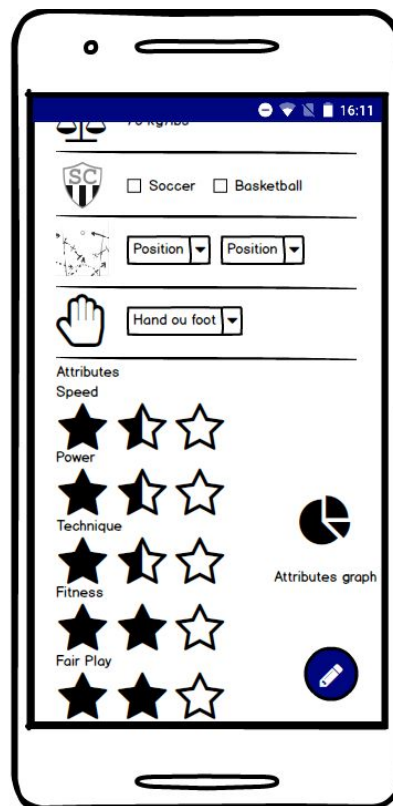 16:11
SC
Soccer Basketball
Position Position
Hand ou foot
Attributes
Speed
Power
Technique
Attributes graph
Fitness
Fair Play